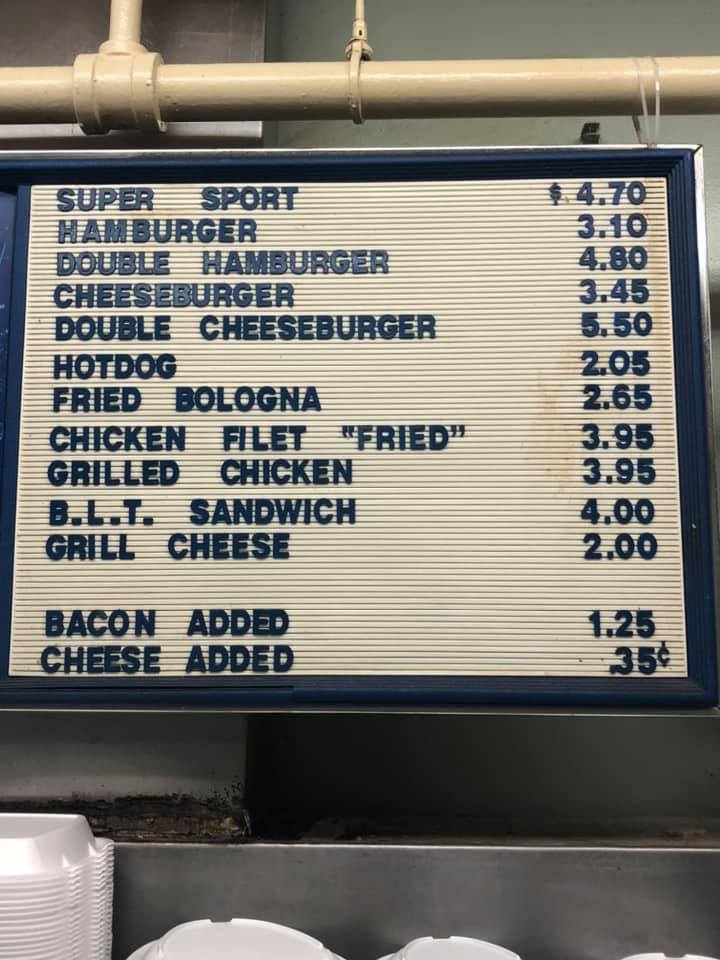 SUPER SPORT $ 4.70
HAMBURGER 3.10
DOUBLE HAMBURGER 4.80
CHEESEBURGER 3.45
DOUBLE CHEESEBURGER 5.50
HOTDOG 2.05
FRIED BOLOGNA 2.65
CHICKEN FILET "FRIED" 3.95
GRILLED CHICKEN 3.95
B.L.T. SANDWICH 4.00
GRILL CHEESE 2.00
BACON ADDED 1.25
CHEESE ADDED .35¢